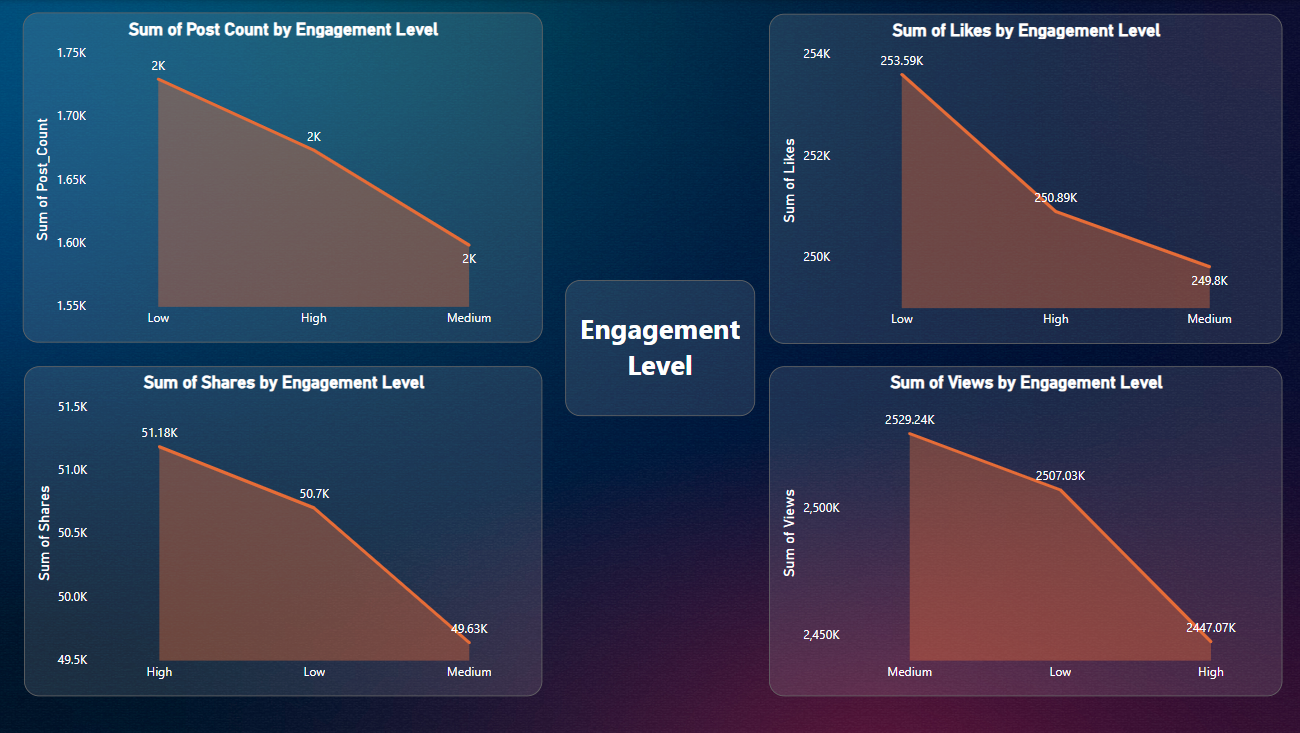 Sum of Post Count by Engagement Level
Sum of Post_Count
1.75K
1.70K
1.65K
1.60K
1.55K
2K
2K
2K
Low
High
Medium
Sum of Likes by Engagement Level
Sum of Likes
254K
252K
250K
253.59K
250.89K
249.8K
Low
High
Medium
Engagement
Level
Sum of Shares by Engagement Level
Sum of Shares
51.5K
51.0K
50.5K
50.0K
49.5K
51.18K
50.7K
49.63K
High
Low
Medium
Sum of Views by Engagement Level
Sum of Views
2,500K
2,450K
2529.24K
2507.03K
2447.07K
Medium
Low
High